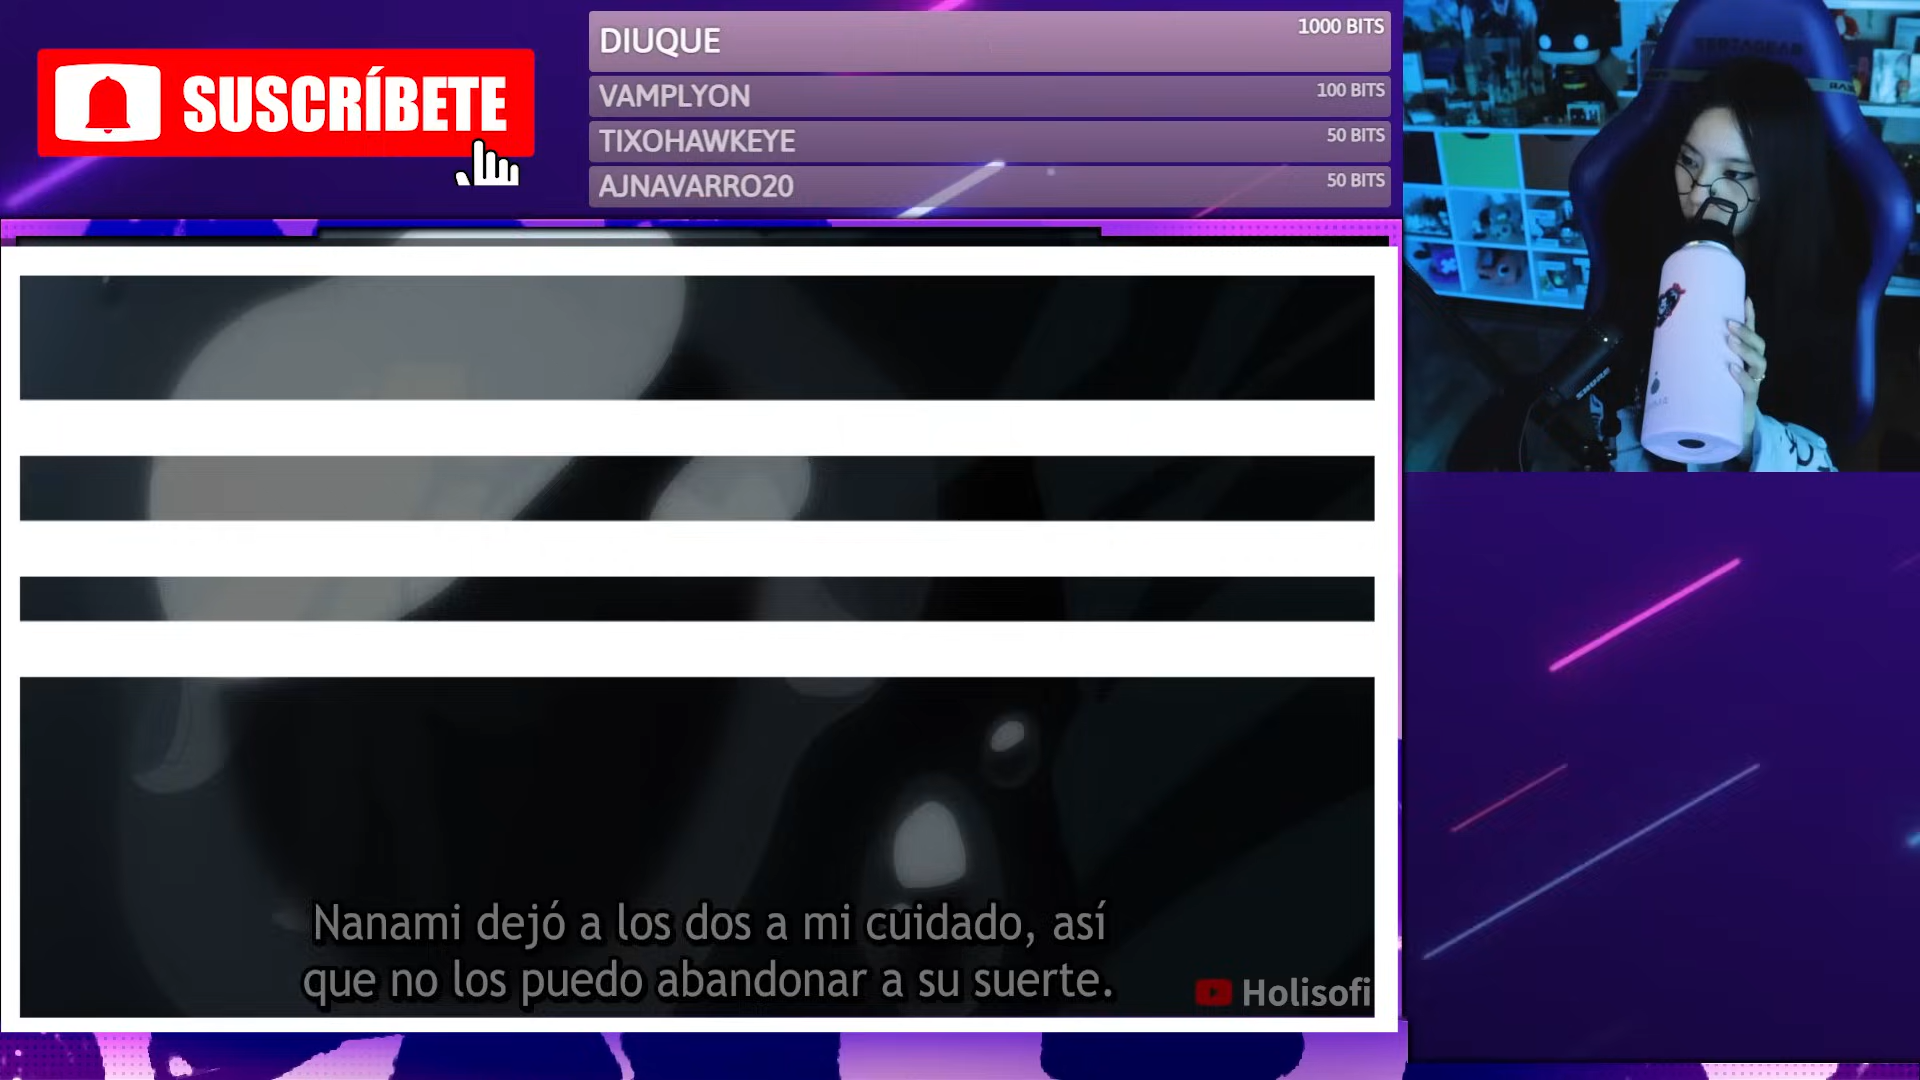 SUSCRÍBETE
DIUQUE 1000 BITS
VAMPLYON 100 BITS
TIXOHAWKEYE 50 BITS
AJNAVARRO20 50 BITS
SHURE
Nanami dejó a los dos a mi cuidado, así
que no los puedo abandonar a su suerte.
Holisofi